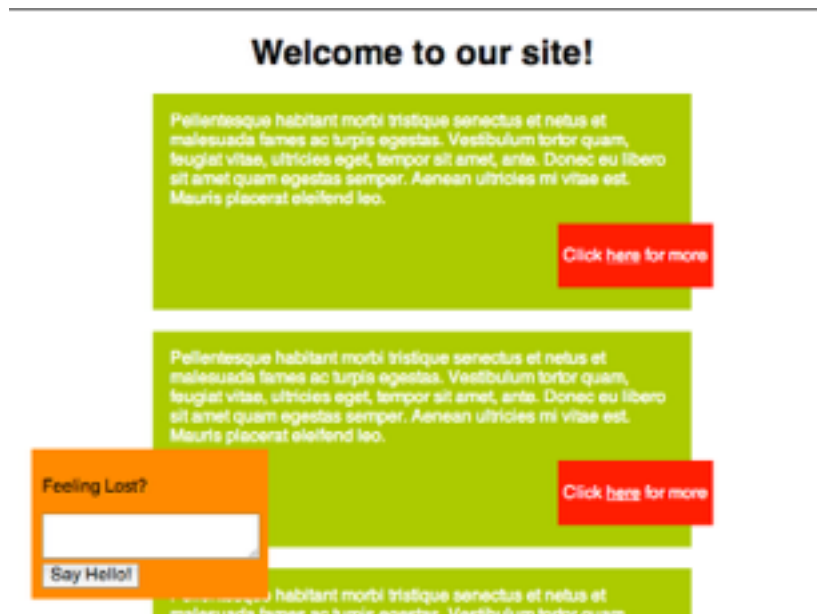 Welcome to our site!
Pellentesque habitant morbi tristique senectus et netus et
malesuada fames ac turpis egestas. Vestibulum tortor quam,
feugiat vitae, ultricies eget, tempor sit amet, ante. Donec eu libero
sit amet quam egestas semper. Aenean ultricies mi vitae est.
Mauris placerat eleifend leo.
Click here for more
Pellentesque habitant morbi tristique senectus et netus et
malesuada fames ac turpis egestas. Vestibulum tortor quam,
feugiat vitae, ultricies eget, tempor sit amet, ante. Donec eu libero
sit amet quam egestas semper. Aenean ultricies mi vitae est.
Mauris placerat eleifend leo.
Click here for more
Feeling Lost?
Say Hello!
habitant morbi tristique senectus et netus et